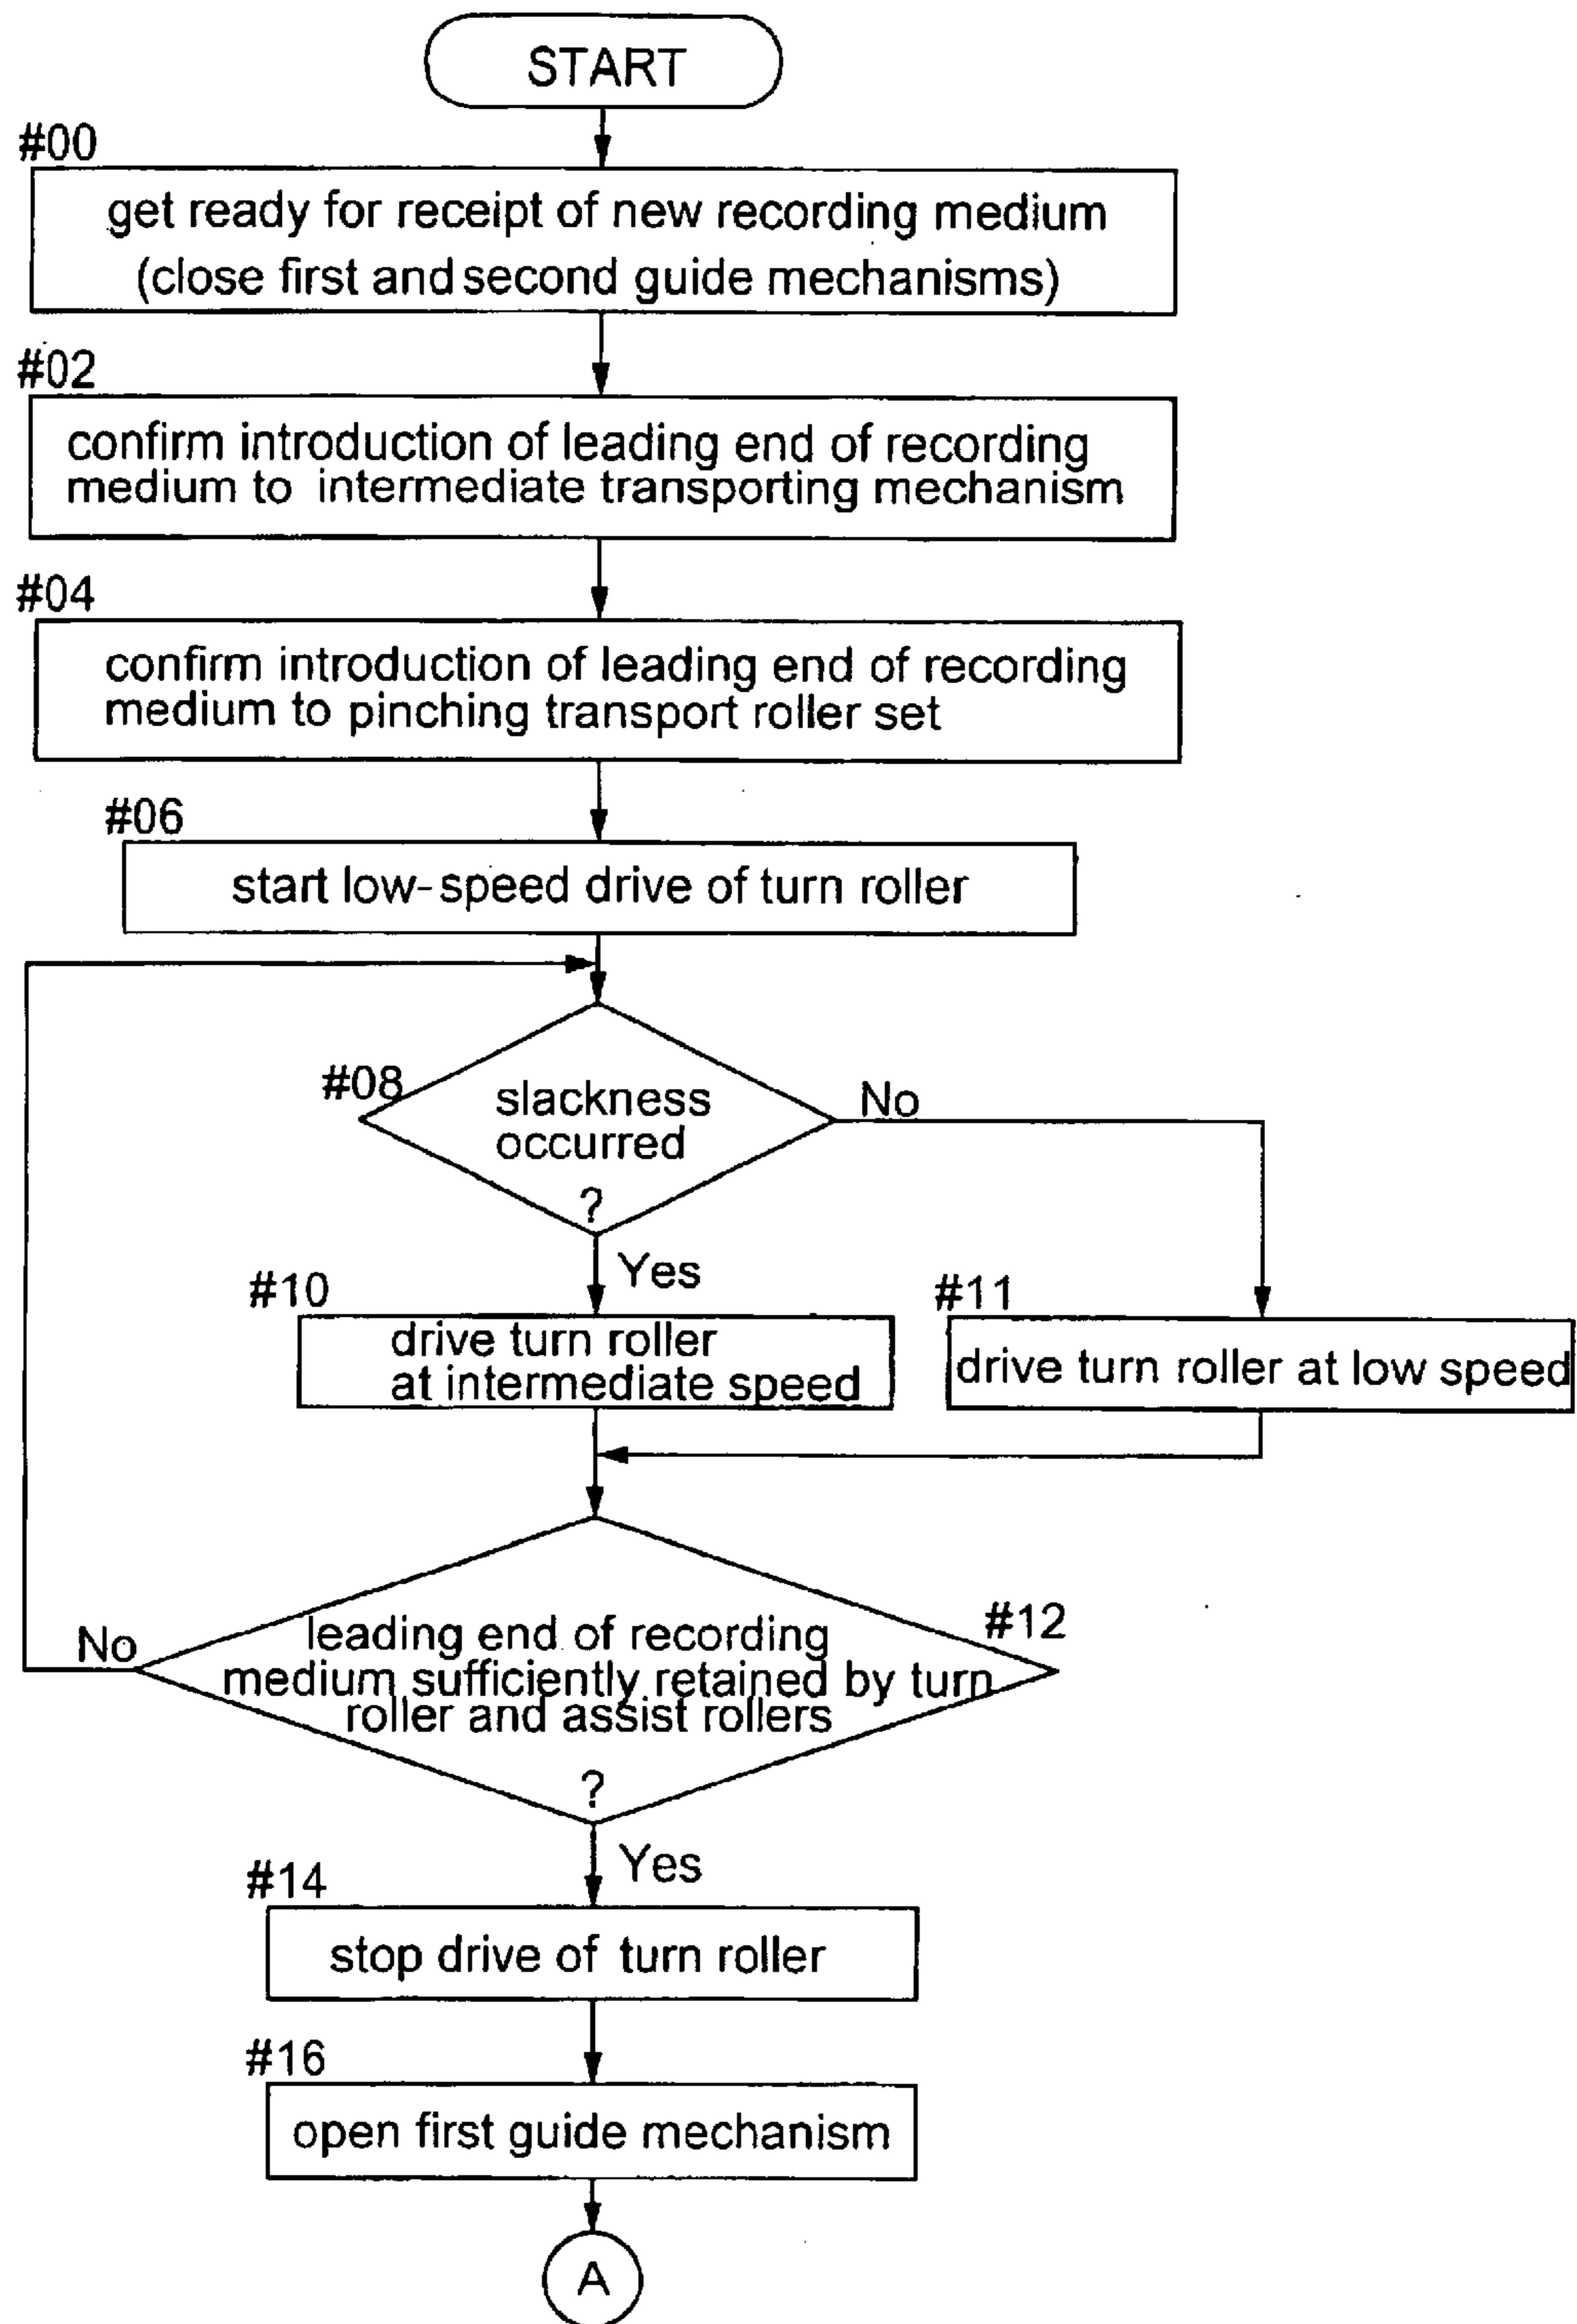 START
#00
get ready for receipt of new recording medium
(close first and second guide mechanisms)
#02
confirm introduction of leading end of recording
medium to intermediate transporting mechanism
#04
confirm introduction of leading end of recording
medium to pinching transport roller set
#06
start low-speed drive of turn roller
#08
slackness
occurred
?
No
Yes
#10
drive turn roller
at intermediate speed
#11
drive turn roller at low speed
#12
No
leading end of recording
medium sufficiently retained by turn
roller and assist rollers
?
Yes
#14
stop drive of turn roller
#16
open first guide mechanism
A